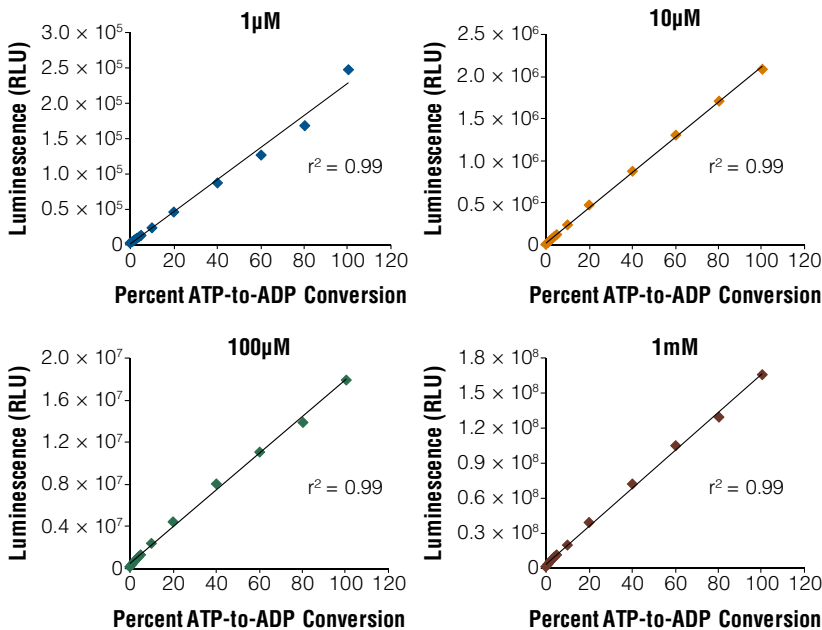 1µM
Luminescence (RLU)
3.0 × 10⁵
2.5 × 10⁵
2.0 × 10⁵
1.5 × 10⁵
1.0 × 10⁵
0.5 × 10⁵
0
r² = 0.99
0 20 40 60 80 100 120
Percent ATP-to-ADP Conversion
10µM
Luminescence (RLU)
2.5 × 10⁶
2.0 × 10⁶
1.5 × 10⁶
1.0 × 10⁶
0.5 × 10⁶
0
r² = 0.99
0 20 40 60 80 100 120
Percent ATP-to-ADP Conversion
100µM
Luminescence (RLU)
2.0 × 10⁷
1.6 × 10⁷
1.2 × 10⁷
0.8 × 10⁷
0.4 × 10⁷
0
r² = 0.99
0 20 40 60 80 100 120
Percent ATP-to-ADP Conversion
1mM
Luminescence (RLU)
1.8 × 10⁸
1.5 × 10⁸
1.2 × 10⁸
0.9 × 10⁸
0.6 × 10⁸
0.3 × 10⁸
0
r² = 0.99
0 20 40 60 80 100 120
Percent ATP-to-ADP Conversion